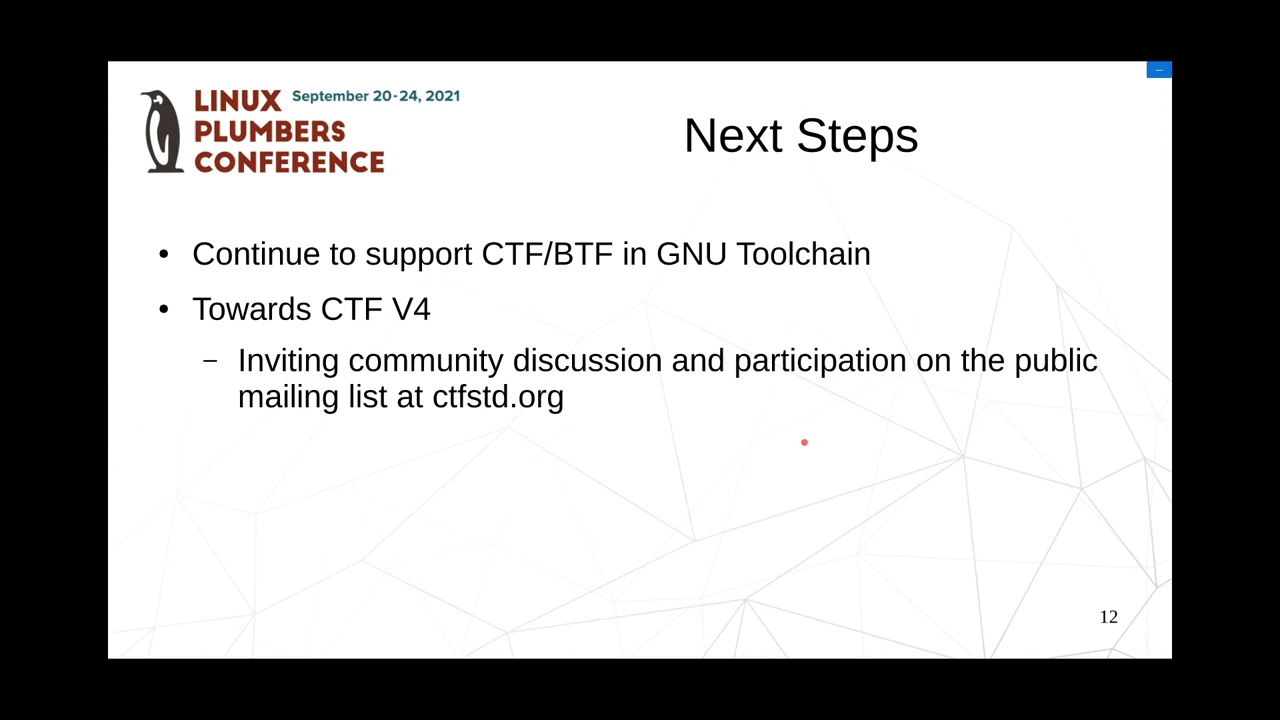 LINUX September 20-24, 2021
PLUMBERS
CONFERENCE
Next Steps
• Continue to support CTF/BTF in GNU Toolchain
• Towards CTF V4
– Inviting community discussion and participation on the public
mailing list at ctfstd.org
12